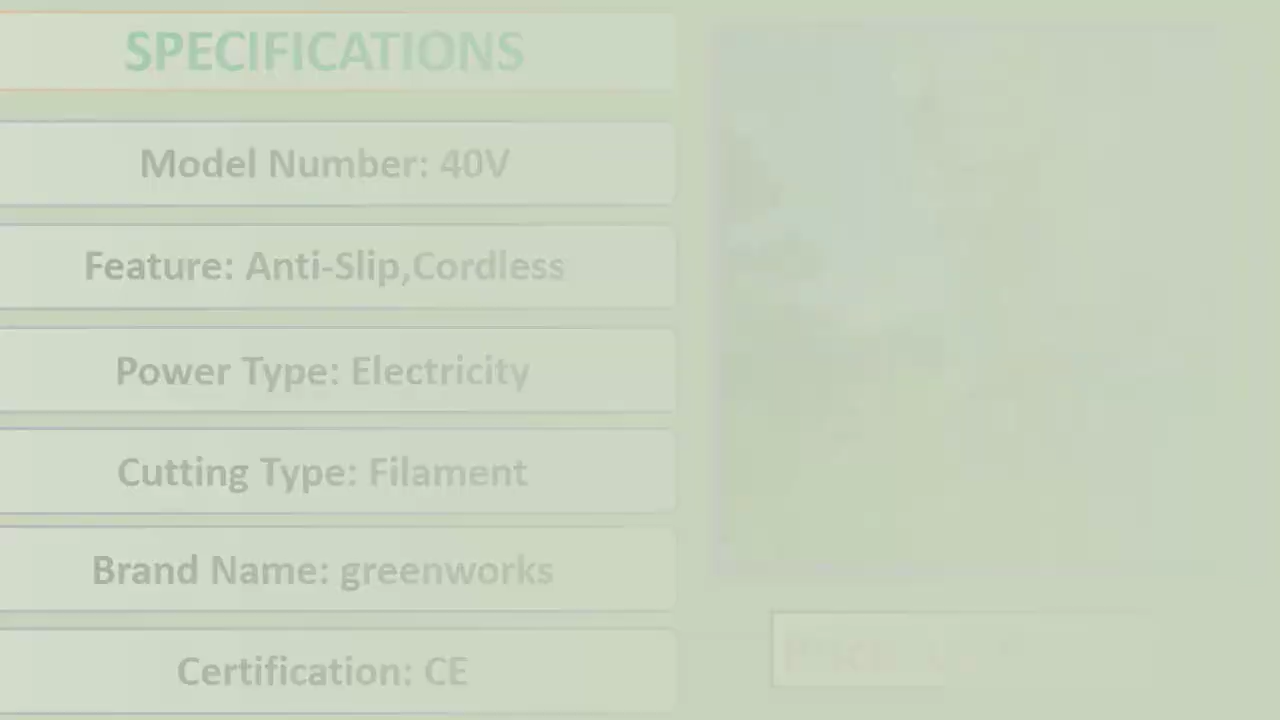 SPECIFICATIONS
Model Number: 40V
Feature: Anti-Slip,Cordless
Power Type: Electricity
Cutting Type: Filament
Brand Name: greenworks
Certification: CE